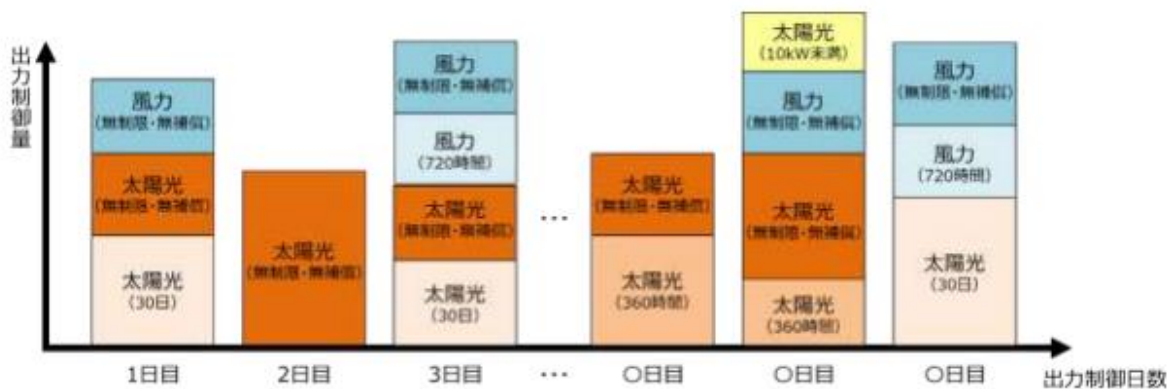 出力制御量
風力
(無制限・無補償)
太陽光
(無制限・無補償)
太陽光
(30日)
太陽光
(無制限・無補償)
風力
(無制限・無補償)
風力
(720時間)
太陽光
(無制限・無補償)
太陽光
(30日)
…
太陽光
(無制限・無補償)
太陽光
(360時間)
太陽光
(10kW未満)
風力
(無制限・無補償)
太陽光
(無制限・無補償)
太陽光
(360時間)
風力
(無制限・無補償)
風力
(720時間)
太陽光
(30日)
1日目
2日目
3日目
…
〇日目
〇日目
〇日目
出力制御日数